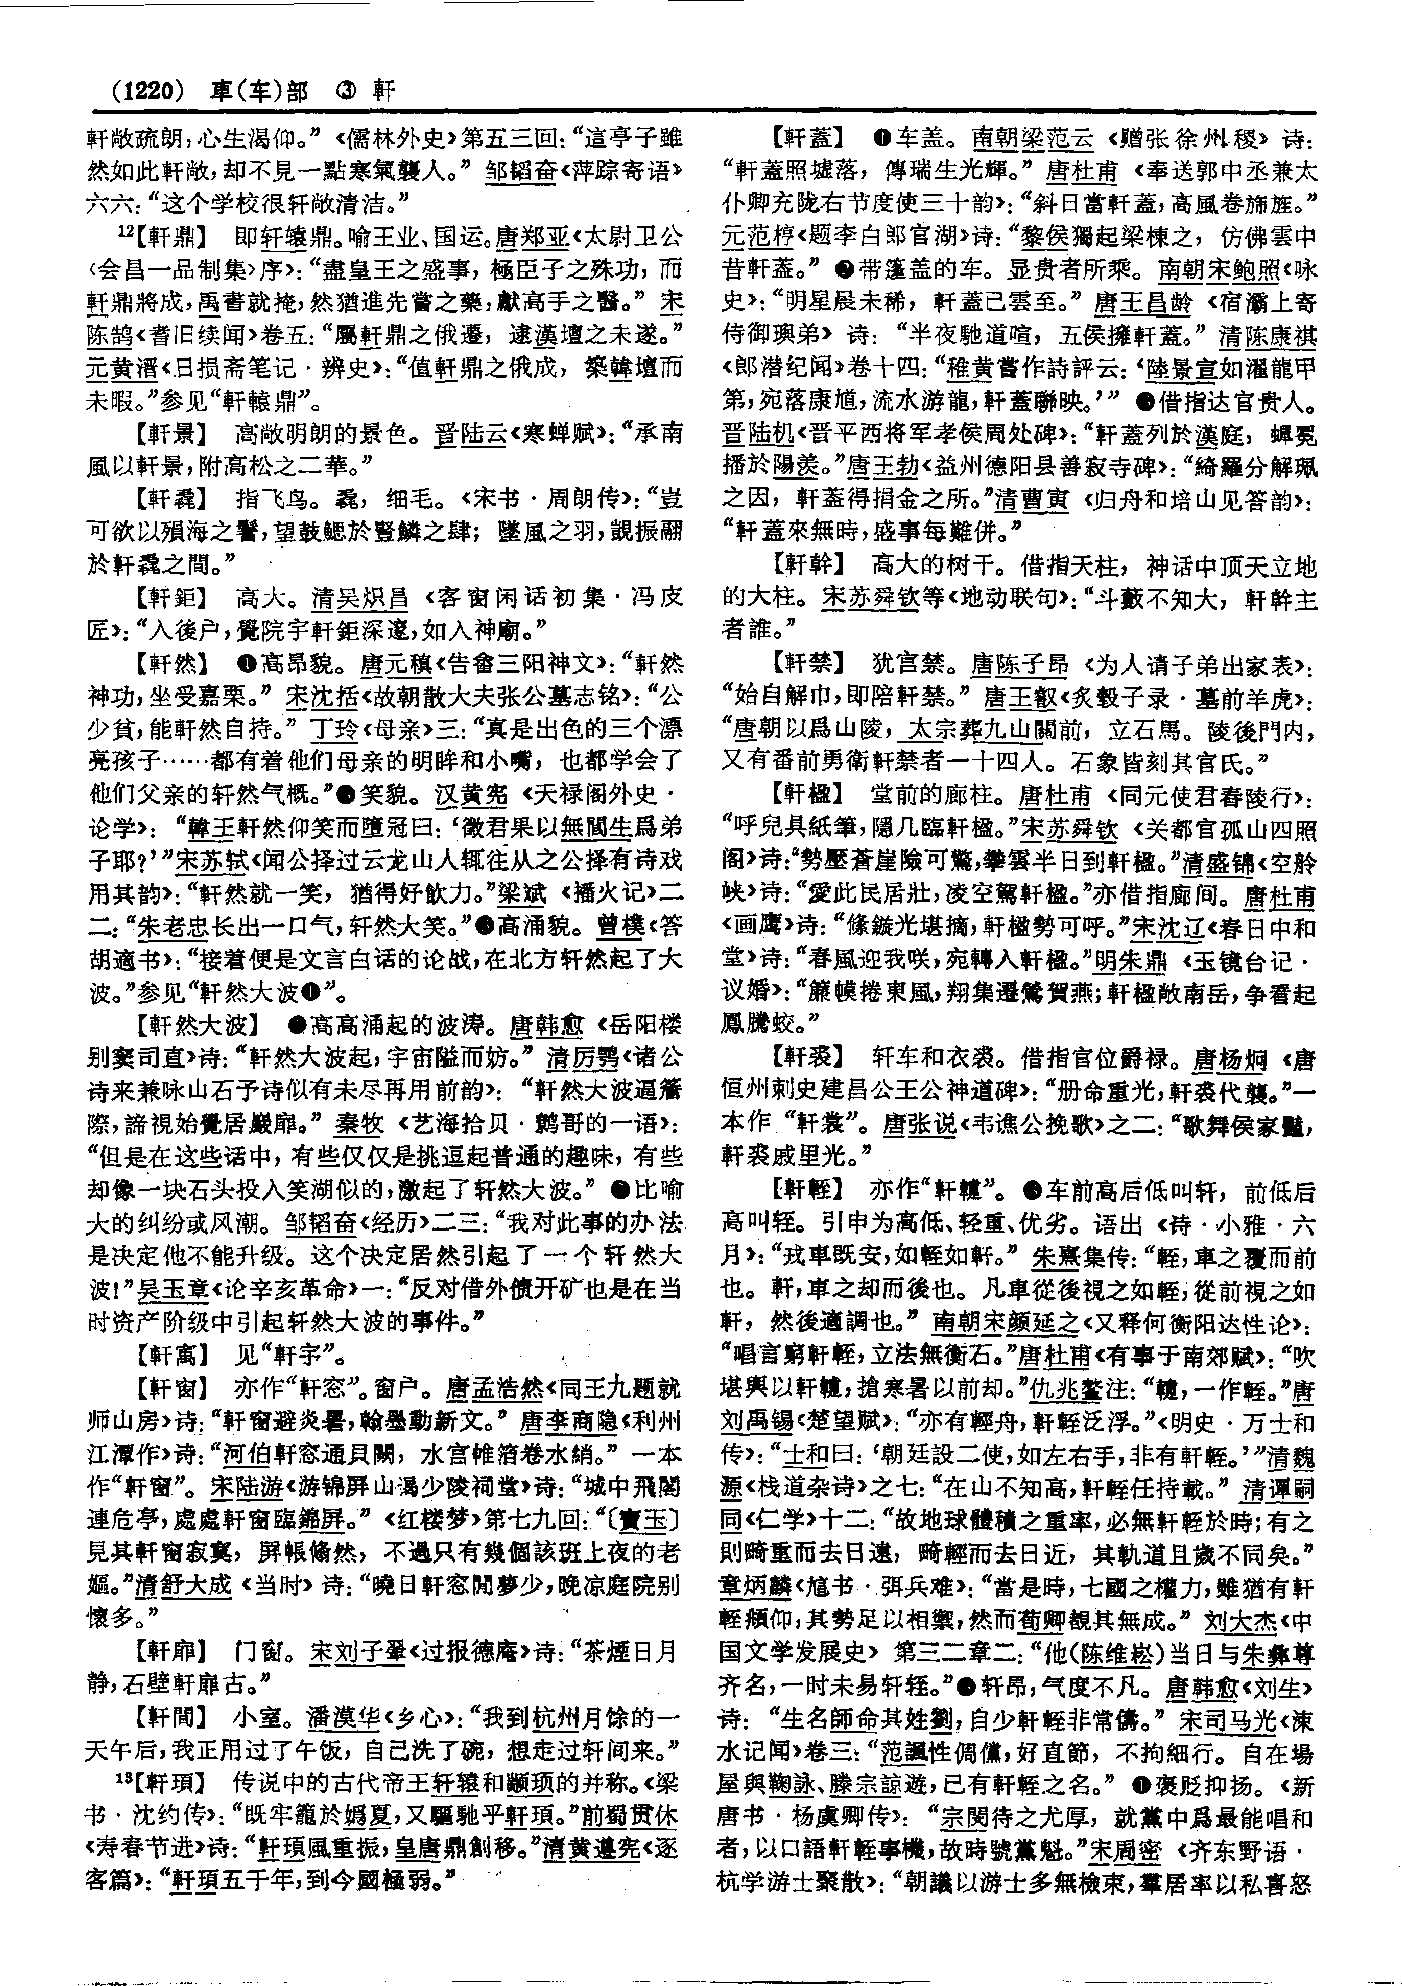 (1220) 車(车)部 ③ 軒
軒敞疏朗，心生渴仰。”《儒林外史》第五三回：“這亭子雖
然如此軒敞，却不見一點寒氣襲人。” 邹韬奋《萍踪寄语》
六六：“这个学校很轩敞清洁。”
12【軒鼎】 即轩辕鼎。喻王业、国运。唐郑亚《太尉卫公
〈会昌一品制集〉序》：“盡皇王之盛事，極臣子之殊功，而
軒鼎將成，禹書就掩，然猶進先嘗之藥，獻高手之醫。” 宋
陈鹄《耆旧续闻》卷五：“屬軒鼎之俄遷，逮漢壇之未遂。”
元黄溍《日损斋笔记·辨史》：“值軒鼎之俄成，築韓壇而
未暇。”参见“軒轅鼎”。
【軒景】 高敞明朗的景色。晋陆云《寒蝉赋》：“承南
風以軒景，附高松之二華。”
【軒毳】 指飞鸟。毳，细毛。《宋书·周朗传》：“豈
可欲以殞海之鬐，望鼓鰓於豎鱗之肆；墜風之羽，覬振翮
於軒毳之間。”
【軒鉅】 高大。清吴炽昌《客窗闲话初集·冯皮
匠》：“入後户，覺院宇軒鉅深邃，如入神廟。”
【軒然】 ❶高昂貌。唐元稹《告畬三阳神文》：“軒然
神功，坐受嘉栗。” 宋沈括《故朝散大夫张公墓志铭》：“公
少貧，能軒然自持。” 丁玲《母亲》三：“真是出色的三个漂
亮孩子……都有着他们母亲的明眸和小嘴，也都学会了
他们父亲的轩然气概。”❷笑貌。汉黄宪《天禄阁外史·
论学》：“韓王軒然仰笑而墮冠曰：‘徵君果以無閭生爲弟
子耶？’”宋苏轼《闻公择过云龙山人辄往从之公择有诗戏
用其韵》：“軒然就一笑，猶得好飲力。”梁斌《播火记》二
二：“朱老忠长出一口气，轩然大笑。”❸高涌貌。曾樸《答
胡適书》：“接着便是文言白话的论战，在北方轩然起了大
波。”参见“軒然大波❶”。
【軒然大波】 ❶高高涌起的波涛。唐韩愈《岳阳楼
别窦司直》诗：“軒然大波起，宇宙隘而妨。” 清厉鹗《诸公
诗来兼咏山石予诗似有未尽再用前韵》：“軒然大波逼簷
際，諦視始覺居巖扉。” 秦牧《艺海拾贝·鹩哥的一语》：
“但是在这些话中，有些仅仅是挑逗起普通的趣味，有些
却像一块石头投入笑湖似的，激起了轩然大波。” ❷比喻
大的纠纷或风潮。邹韬奋《经历》二三：“我对此事的办法
是决定他不能升级。这个决定居然引起了一个轩然大
波！”吴玉章《论辛亥革命》一：“反对借外债开矿也是在当
时资产阶级中引起轩然大波的事件。”
【軒寓】 见“軒宇”。
【軒窗】 亦作“軒窓”。窗户。唐孟浩然《同王九题就
师山房》诗：“軒窗避炎暑，翰墨動新文。” 唐李商隐《利州
江潭作》诗：“河伯軒窓通貝闕，水宫帷箔卷冰綃。” 一本
作“軒窗”。宋陆游《游锦屏山谒少陵祠堂》诗：“城中飛閣
連危亭，處處軒窗臨錦屏。”《红楼梦》第七九回：“〔寶玉〕
見其軒窗寂寞，屏帳翛然，不過只有幾個該班上夜的老
嫗。”清舒大成《当时》诗：“曉日軒窓閒夢少，晚凉庭院别
懷多。”
【軒扉】 门窗。宋刘子翬《过报德庵》诗：“茶煙日月
静，石壁軒扉古。”
【軒間】 小室。潘漠华《乡心》：“我到杭州月馀的一
天午后，我正用过了午饭，自己洗了碗，想走过轩间来。”
13【軒頊】 传说中的古代帝王轩辕和颛顼的并称。《梁
书·沈约传》：“既牢籠於嬀夏，又驅馳乎軒頊。”前蜀贯休
《寿春节进》诗：“軒頊風重振，皇唐鼎創移。”清黄遵宪《逐
客篇》：“軒頊五千年，到今國極弱。”
【軒蓋】 ❶车盖。南朝梁范云《赠张徐州稷》诗：
“軒蓋照墟落，傳瑞生光輝。” 唐杜甫《奉送郭中丞兼太
仆卿充陇右节度使三十韵》：“斜日當軒蓋，高風卷旆旌。”
元范梈《题李白郎官湖》诗：“黎侯獨起梁棟之，仿佛雲中
昔軒蓋。” ❷带篷盖的车。显贵者所乘。南朝宋鲍照《咏
史》：“明星晨未稀，軒蓋已雲至。” 唐王昌龄《宿灞上寄
侍御璵弟》诗：“半夜馳道喧，五侯擁軒蓋。” 清陈康祺
《郎潜纪闻》卷十四：“稚黄嘗作詩評云：‘陸景宣如濯龍甲
第，宛落康馗，流水游龍，軒蓋聯映。’” ❸借指达官贵人。
晋陆机《晋平西将军孝侯周处碑》：“軒蓋列於漢庭，蟬冕
播於陽羨。”唐王勃《益州德阳县善寂寺碑》：“綺羅分解珮
之因，軒蓋得捐金之所。”清曹寅《归舟和培山见答韵》：
“軒蓋來無時，盛事每難併。”
【軒幹】 高大的树干。借指天柱，神话中顶天立地
的大柱。宋苏舜钦等《地动联句》：“斗藪不知大，軒幹主
者誰。”
【軒禁】 犹宫禁。唐陈子昂《为人请子弟出家表》：
“始自解巾，即陪軒禁。” 唐王叡《炙毂子录·墓前羊虎》：
“唐朝以爲山陵，太宗葬九山闕前，立石馬。陵後門内，
又有番前勇衛軒禁者一十四人。石象皆刻其官氏。”
【軒楹】 堂前的廊柱。唐杜甫《同元使君舂陵行》：
“呼兒具紙筆，隱几臨軒楹。”宋苏舜钦《关都官孤山四照
阁》诗：“勢壓蒼崖險可驚，攀雲半日到軒楹。”清盛锦《空舲
峡》诗：“愛此民居壯，凌空駕軒楹。”亦借指廊间。唐杜甫
《画鹰》诗：“絛鏇光堪摘，軒楹勢可呼。”宋沈辽《春日中和
堂》诗：“春風迎我咲，宛轉入軒楹。”明朱鼎《玉镜台记·
议婚》：“簾幙捲東風，翔集遷鶯賀燕；軒楹敞南岳，争看起
鳳騰蛟。”
【軒裘】 轩车和衣裘。借指官位爵禄。唐杨炯《唐
恒州刺史建昌公王公神道碑》：“册命重光，軒裘代襲。”一
本作“軒裳”。唐张说《韦谯公挽歌》之二：“歌舞侯家豔，
軒裘戚里光。”
【軒輊】 亦作“軒轾”。❶车前高后低叫轩，前低后
高叫轾。引申为高低、轻重、优劣。语出《诗·小雅·六
月》：“戎車既安，如輊如軒。” 朱熹集传：“輊，車之覆而前
也。軒，車之却而後也。凡車從後視之如輊，從前視之如
軒，然後適調也。” 南朝宋颜延之《又释何衡阳达性论》：
“唱言窮軒輊，立法無衡石。”唐杜甫《有事于南郊赋》：“吹
堪輿以軒轾，搶寒暑以前却。”仇兆鳌注：“轾，一作輊。”唐
刘禹锡《楚望赋》：“亦有輕舟，軒輊泛浮。”《明史·万士和
传》：“士和曰：‘朝廷設二使，如左右手，非有軒輊。’”清魏
源《栈道杂诗》之七：“在山不知高，軒輊任持載。” 清谭嗣
同《仁学》十二：“故地球體積之重率，必無軒輊於時；有之
則畸重而去日遠，畸輕而去日近，其軌道且歲不同矣。”
章炳麟《訄书·弭兵难》：“當是時，七國之權力，雖猶有軒
輊頫仰，其勢足以相禦，然而荀卿覩其無成。” 刘大杰《中
国文学发展史》第三二章二：“他(陈维崧)当日与朱彝尊
齐名，一时未易轩轾。”❷轩昂，气度不凡。唐韩愈《刘生》
诗：“生名師命其姓劉，自少軒輊非常儔。” 宋司马光《涑
水记闻》卷三：“范諷性倜儻，好直節，不拘細行。自在場
屋與鞠詠、滕宗諒遊，已有軒輊之名。” ❸褒贬抑扬。《新
唐书·杨虞卿传》：“宗閔待之尤厚，就黨中爲最能唱和
者，以口語軒輊事機，故時號黨魁。”宋周密《齐东野语·
杭学游士聚散》：“朝議以游士多無檢束，羣居率以私喜怒